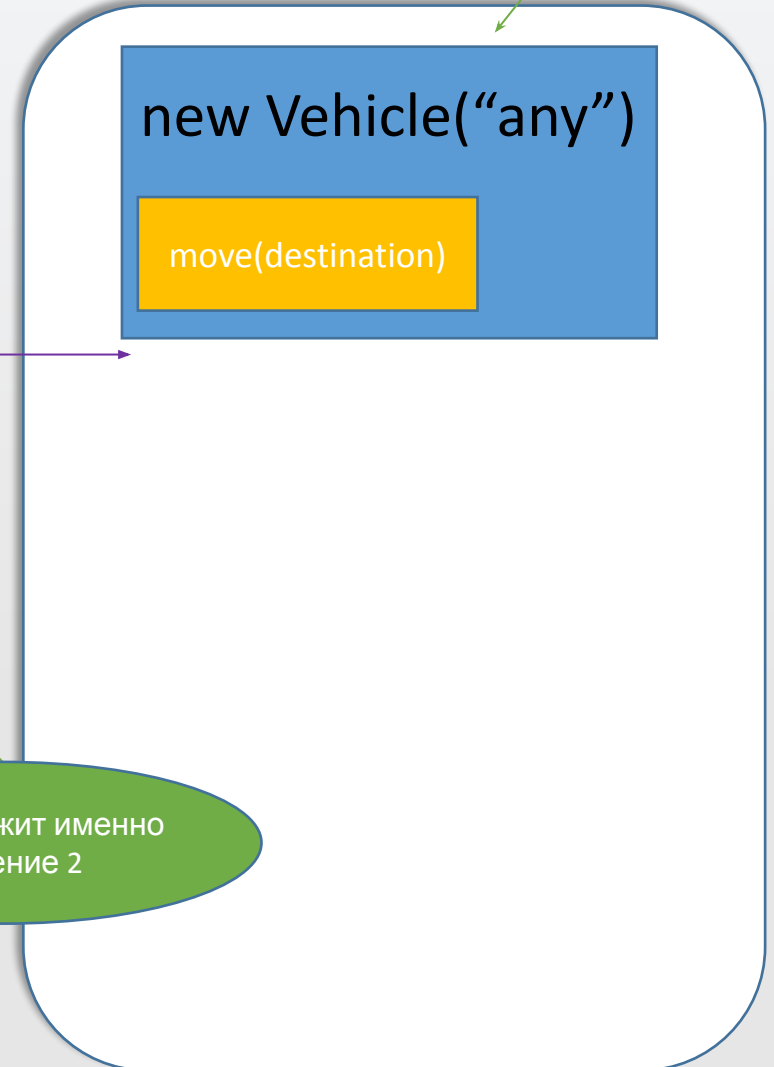 new Vehicle(“any”)
move(destination)
жит именно
ение 2